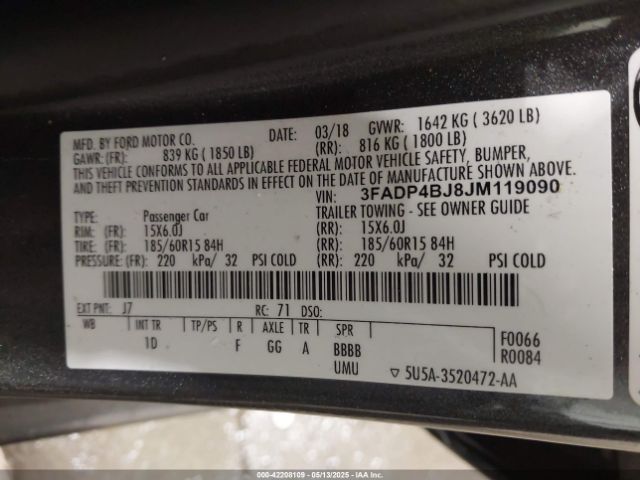 MFD. BY FORD MOTOR CO. DATE: 03/18 GVWR: 1642 KG ( 3620 LB)
GAWR: (FR): 839 KG ( 1850 LB) (RR): 816 KG ( 1800 LB)
THIS VEHICLE CONFORMS TO ALL APPLICABLE FEDERAL MOTOR VEHICLE SAFETY, BUMPER,
AND THEFT PREVENTION STANDARDS IN EFFECT ON THE DATE OF MANUFACTURE SHOWN ABOVE.
VIN: 3FADP4BJ8JM119090
TYPE: Passenger Car TRAILER TOWING - SEE OWNER GUIDE
RIM: (FR): 15X6.0J (RR): 15X6.0J
TIRE: (FR): 185/60R15 84H (RR): 185/60R15 84H
PRESSURE: (FR): 220 kPa/ 32 PSI COLD (RR): 220 kPa/ 32 PSI COLD
EXT PNT: J7 RC: 71 DSO:
WB INT TR TP/PS R AXLE TR SPR F0066
1D F GG A BBBB R0084
UMU ▽ 5U5A-3520472-AA
000-42208109 - 05/13/2025 - IAAI.com